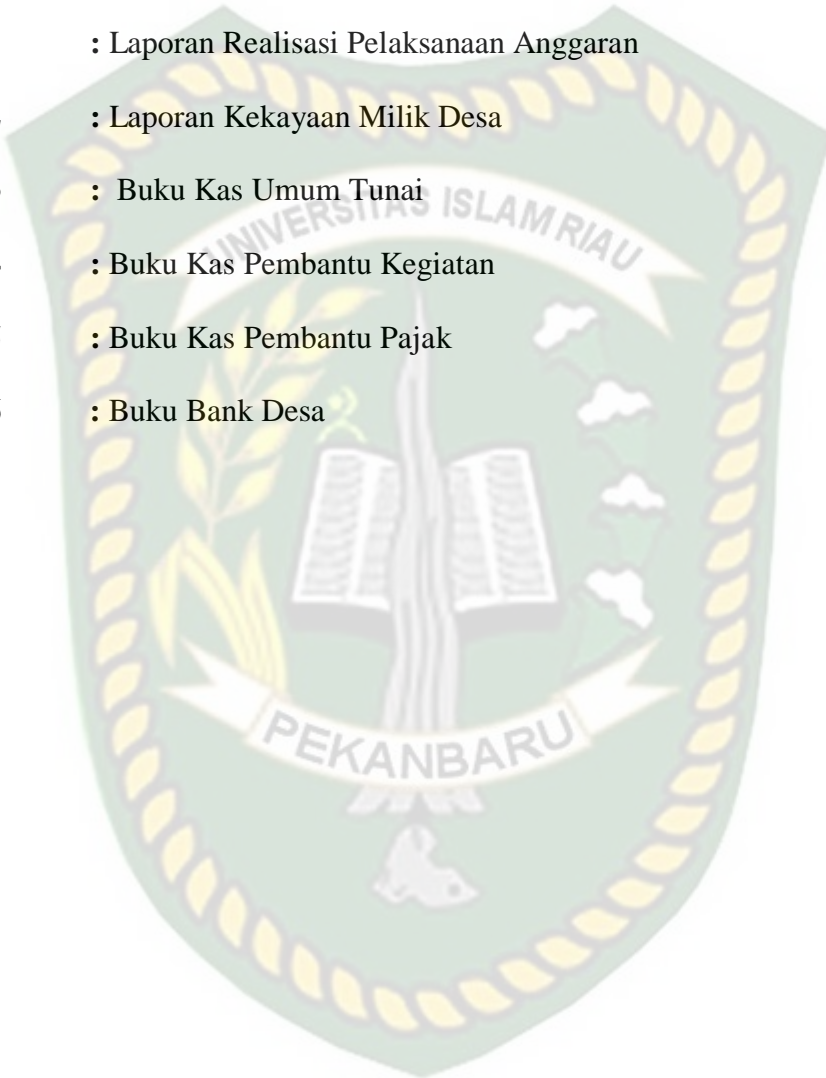 : Laporan Realisasi Pelaksanaan Anggaran
: Laporan Kekayaan Milik Desa
: Buku Kas Umum Tunai
UNIVERSITAS ISLAM RIAU
: Buku Kas Pembantu Kegiatan
: Buku Kas Pembantu Pajak
: Buku Bank Desa
PEKANBARU